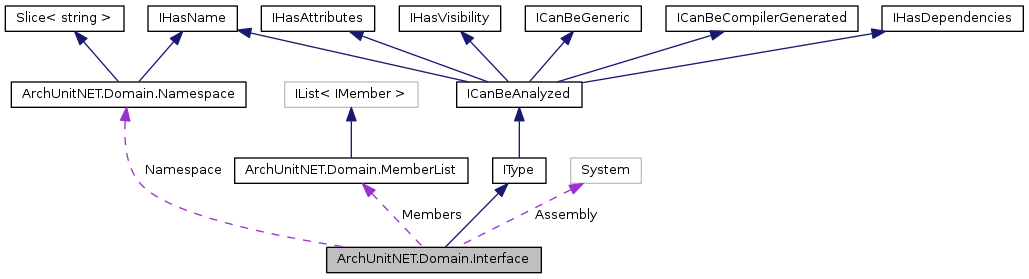 Slice< string >
IHasName
IHasAttributes
IHasVisibility
ICanBeGeneric
ICanBeCompilerGenerated
IHasDependencies
ArchUnitNET.Domain.Namespace
IList< IMember >
ICanBeAnalyzed
Namespace
ArchUnitNET.Domain.MemberList
IType
System
Members
Assembly
ArchUnitNET.Domain.Interface